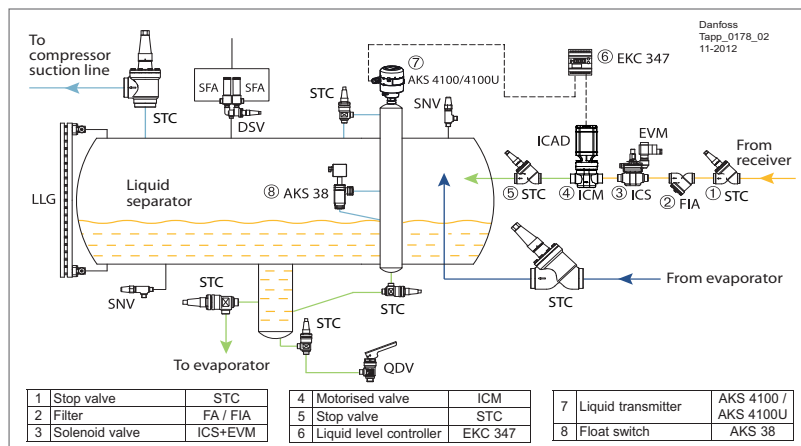 Danfoss
Tapp_0178_02
11-2012
To
compressor
suction line
STC
SFA
SFA
DSV
STC
⑦
AKS 4100/4100U
SNV
⑥ EKC 347
ICAD
EVM
From
receiver
⑤ STC
④ ICM
③ ICS
② FIA
① STC
LLG
Liquid
separator
⑧ AKS 38
From evaporator
STC
SNV
STC
STC
STC
To evaporator
QDV
1 Stop valve STC
2 Filter FA / FIA
3 Solenoid valve ICS+EVM
4 Motorised valve ICM
5 Stop valve STC
6 Liquid level controller EKC 347
7 Liquid transmitter AKS 4100 /
AKS 4100U
8 Float switch AKS 38